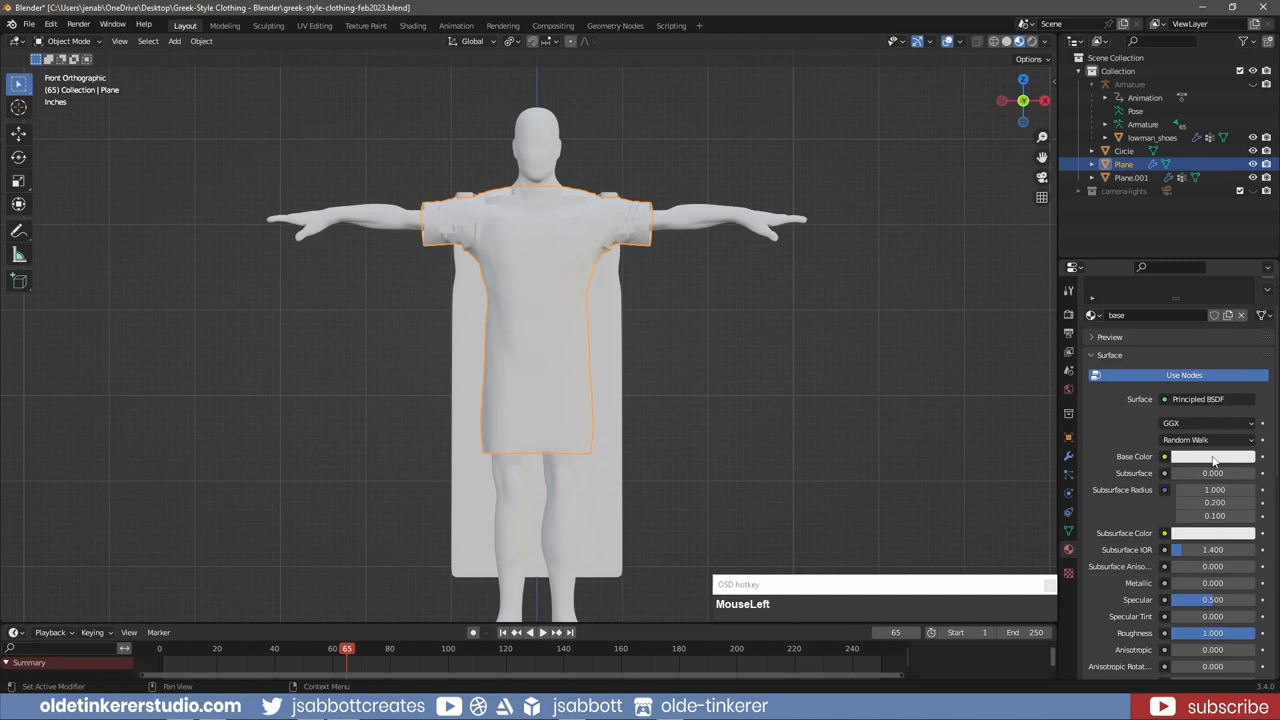 Blender* [C:\Users\jenab\OneDrive\Desktop\Greek-Style Clothing - Blender\greek-style-clothing-feb2023.blend]
File Edit Render Window Help Layout Modeling Sculpting UV Editing Texture Paint Shading Animation Rendering Compositing Geometry Nodes Scripting + Scene ViewLayer
Object Mode View Select Add Object Global
Options
Front Orthographic
(65) Collection | Plane
Inches
Scene Collection
Collection
Armature
Animation
Pose
Armature 65
lowman_shoes
Circle
Plane
Plane.001
camera-lights
base
Preview
Surface
Use Nodes
Surface Principled BSDF
GGX
Random Walk
Base Color
Subsurface 0.000
Subsurface Radius 1.000
0.200
0.100
Subsurface Color
Subsurface IOR 1.400
Subsurface Aniso... 0.000
Metallic 0.000
Specular 0.500
Specular Tint 0.000
Roughness 1.000
Anisotropic 0.000
Anisotropic Rotat... 0.000
OSD hotkey
MouseLeft
Playback Keying View Marker 65 Start 1 End 250
0 20 40 60 65 80 100 120 140 160 180 200 220 240
Summary
Set Active Modifier Pan View Context Menu 3.4.0
oldetinkererstudio.com jsabbottcreates jsabbott olde-tinkerer subscribe